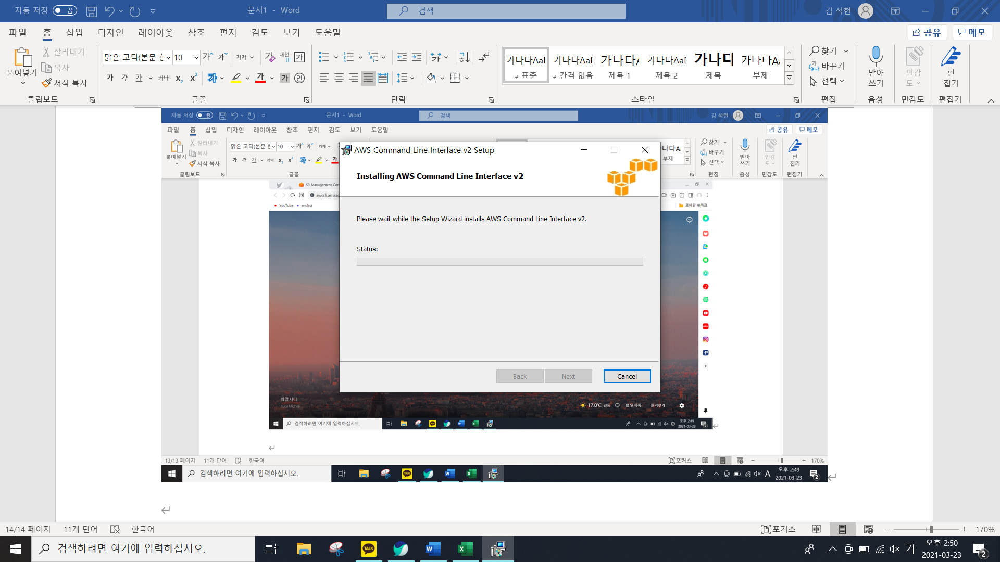 자동 저장 끔
문서1 - Word
검색
김 석현
파일 홈 삽입 디자인 레이아웃 참조 편지 검토 보기 도움말
공유 메모
붙여넣기
잘라내기
복사
서식 복사
클립보드
맑은 고딕(본문 한 10
글꼴
단락
가나다AaB 가나다AaB 가나다A 가나다AaB 가나다 가나다A
표준 간격 없음 제목 1 제목 2 제목 부제
스타일
찾기
바꾸기
선택
편집
받아
쓰기
음성
민감
도
민감도
편
집기
편집기
자동 저장 끔
문서1 - Word
검색
김 석현
파일 홈 삽입 디자인 레이아웃 참조 편지 검토 보기 도움말
공유 메모
붙여넣기
잘라내기
복사
서식 복사
클립보드
맑은 고딕(본문 한 10
글꼴
부제
찾기
바꾸기
선택
편집
받아
쓰기
음성
민감
도
민감도
편
집기
편집기
S3 Management Con
awscli.amazo
YouTube e-class
모바일 북마크
AWS Command Line Interface v2 Setup
Installing AWS Command Line Interface v2
Please wait while the Setup Wizard installs AWS Command Line Interface v2.
Status:
Back Next Cancel
웨일 시티
Luca Micheli
17.0℃ 길동 할 일 목록 즐겨찾기
검색하려면 여기에 입력하십시오.
오후 2:49
2021-03-23
2
13/13 페이지 11개 단어 한국어
포커스
170%
검색하려면 여기에 입력하십시오.
A
오후 2:49
2021-03-23
2
14/14 페이지 11개 단어 한국어
포커스
170%
검색하려면 여기에 입력하십시오.
TALK
가
오후 2:50
2021-03-23
2